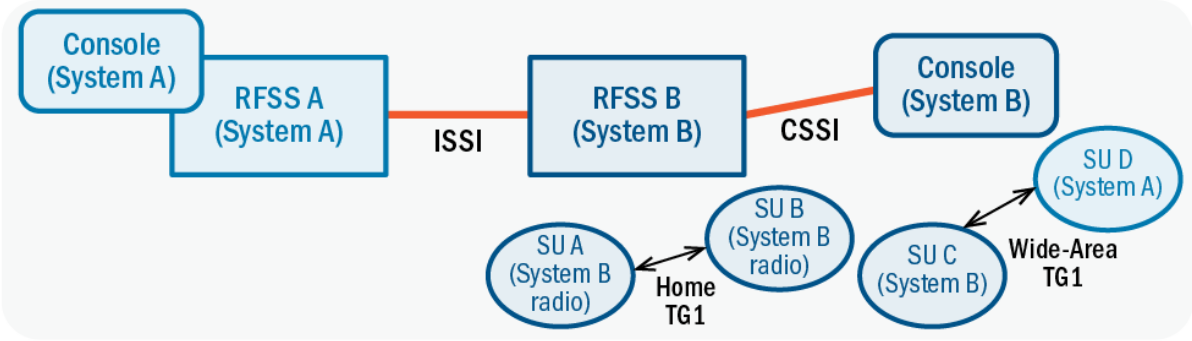 Console
(System A)
RFSS A
(System A)
ISSI
RFSS B
(System B)
CSSI
Console
(System B)
SU A
(System B
radio)
Home
TG1
SU B
(System B
radio)
SU C
(System B)
Wide-Area
TG1
SU D
(System A)